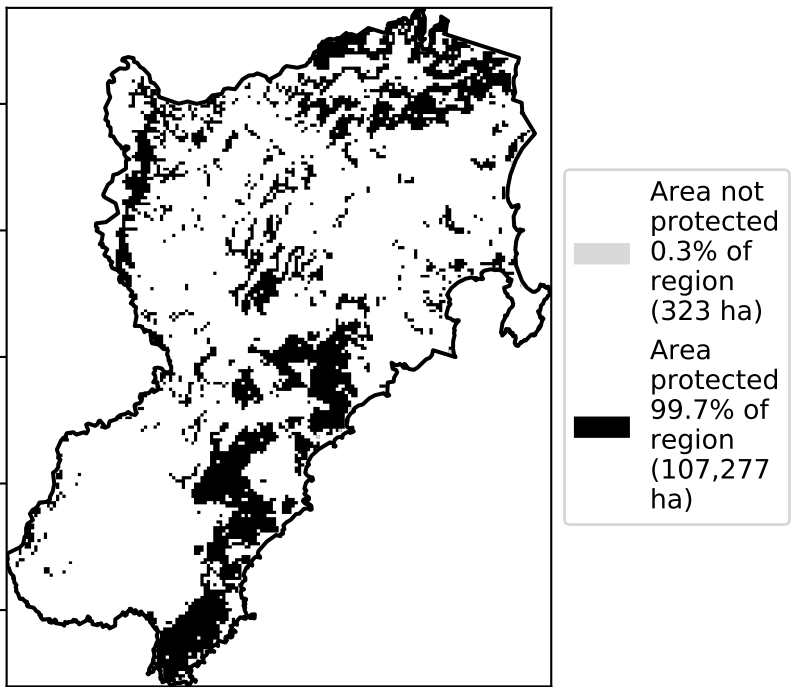 Area not
protected
0.3% of
region
(323 ha)
Area
protected
99.7% of
region
(107,277
ha)